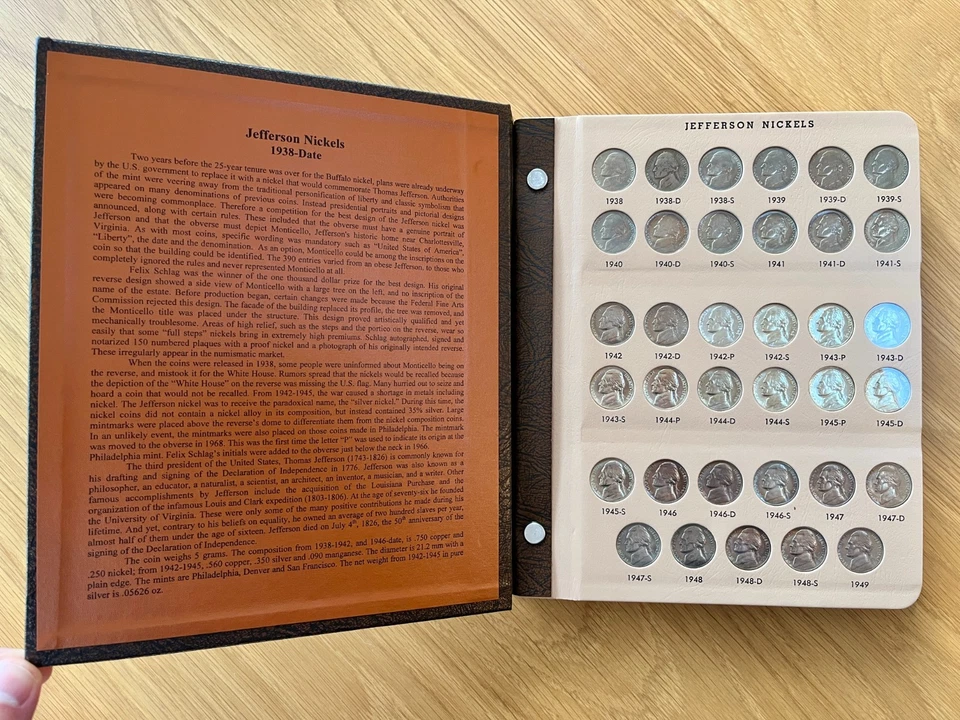 Jefferson Nickels
1938-Date
Two years before the 25-year tenure was over for the Buffalo nickel, plans were already underway
by the U.S. government to replace it with a nickel that would commemorate Thomas Jefferson. Authorities
of the mint were veering away from the traditional personification of liberty and classic symbolism that
appeared on many denominations of previous coins. Instead presidential portraits and pictorial designs
were becoming commonplace. Therefore a competition for the best design of the Jefferson nickel was
announced, along with certain rules. These included that the obverse must have a genuine portrait of
Jefferson and that the obverse must depict Monticello, Jefferson's historic home near Charlottesville,
Virginia. As with most coins, specific wording was mandatory such as "United States of America",
"Liberty", the date and the denomination. As an option, Monticello could be among the inscriptions on the
coin so that the building could be identified. The 390 entries varied from an obese Jefferson, to those who
completely ignored the rules and never represented Monticello at all.
Felix Schlag was the winner of the one thousand dollar prize for the best design. His original
reverse design showed a side view of Monticello with a large tree on the left, and no inscription of the
name of the estate. Before production began, certain changes were made because the Federal Fine Arts
Commission rejected this design. The facade of the building replaced its profile, the tree was removed, and
the Monticello title was placed under the structure. This design proved artistically qualified and yet
mechanically troublesome. Areas of high relief, such as the steps and the portico on the reverse, wear so
easily that some "full steps" nickels bring in extremely high premiums. Schlag autographed, signed and
notarized 150 numbered plaques with a proof nickel and a photograph of his originally intended reverse.
These irregularly appear in the numismatic market.
When the coins were released in 1938, some people were uninformed about Monticello being on
the reverse, and mistook it for the White House. Rumors spread that the nickels would be recalled because
the depiction of the "White House" on the reverse was missing the U.S. flag. Many hurried out to seize and
hoard a coin that would not be recalled. From 1942-1945, the war caused a shortage in metals including
nickel. The Jefferson nickel was to receive the paradoxical name, the "silver nickel." During this time, the
nickel coins did not contain a nickel alloy in its composition, but instead contained 35% silver. Large
mintmarks were placed above the reverse's dome to differentiate them from the nickel composition coins.
In an unlikely event, the mintmarks were also placed on those coins made in Philadelphia. The mintmark
was moved to the obverse in 1968. This was the first time the letter "P" was used to indicate its origin at the
Philadelphia mint. Felix Schlag's initials were added to the obverse just below the neck in 1966.
The third president of the United States, Thomas Jefferson (1743-1826) is commonly known for
his drafting and signing of the Declaration of Independence in 1776. Jefferson was also known as a
philosopher, an educator, a naturalist, a scientist, an architect, an inventor, a musician, and a writer. Other
famous accomplishments by Jefferson include the acquisition of the Louisiana Purchase and the
organization of the infamous Louis and Clark expedition (1803-1806). At the age of seventy-six he founded
the University of Virginia. These were only some of the many positive contributions he made during his
lifetime. And yet, contrary to his beliefs on equality, he owned an average of two hundred slaves per year,
almost half of them under the age of sixteen. Jefferson died on July 4th, 1826, the 50th anniversary of the
signing of the Declaration of Independence.
The coin weighs 5 grams. The composition from 1938-1942, and 1946-date, is .750 copper and
.250 nickel; from 1942-1945, .560 copper, .350 silver and .090 manganese. The diameter is 21.2 mm with a
plain edge. The mints are Philadelphia, Denver and San Francisco. The net weight from 1942-1945 in pure
silver is .05626 oz.
JEFFERSON NICKELS
1938 1938-D 1938-S 1939 1939-D 1939-S
1940 1940-D 1940-S 1941 1941-D 1941-S
1942 1942-D 1942-P 1942-S 1943-P 1943-D
1943-S 1944-P 1944-D 1944-S 1945-P 1945-D
1945-S 1946 1946-D 1946-S 1947 1947-D
1947-S 1948 1948-D 1948-S 1949